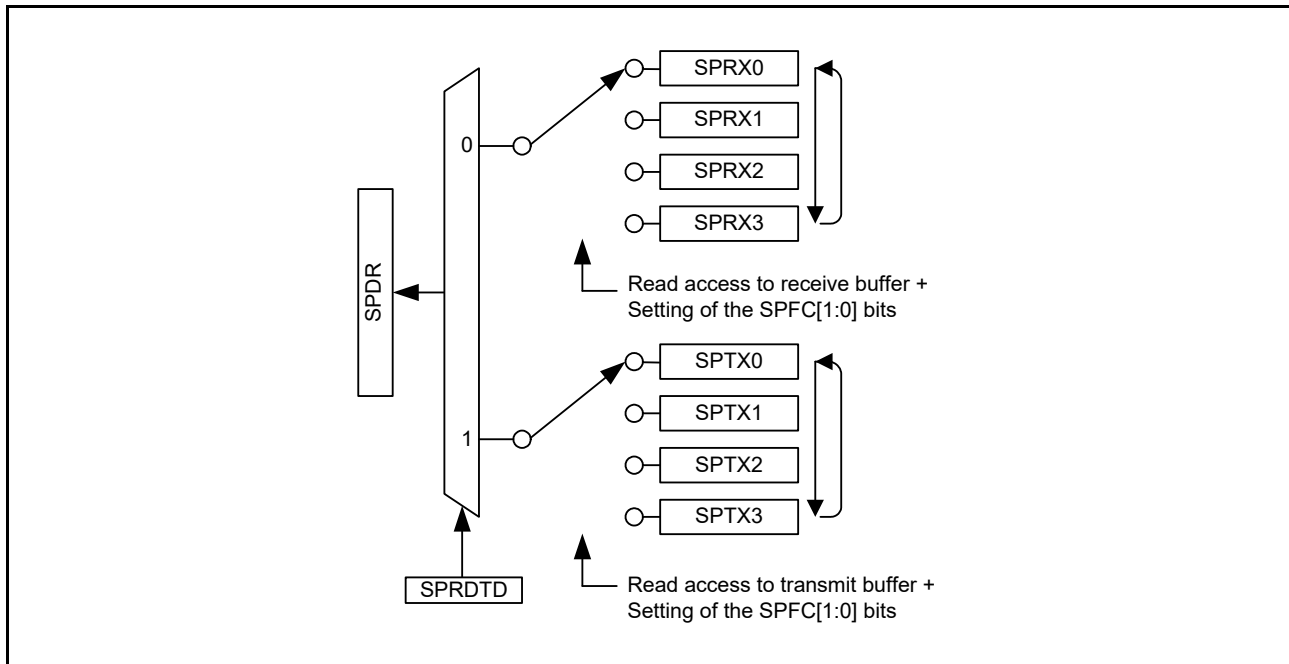 SPRX0
SPRX1
0
SPRX2
SPRX3
SPDR
Read access to receive buffer +
Setting of the SPFC[1:0] bits
SPTX0
SPTX1
1
SPTX2
SPTX3
SPRDTD
Read access to transmit buffer +
Setting of the SPFC[1:0] bits